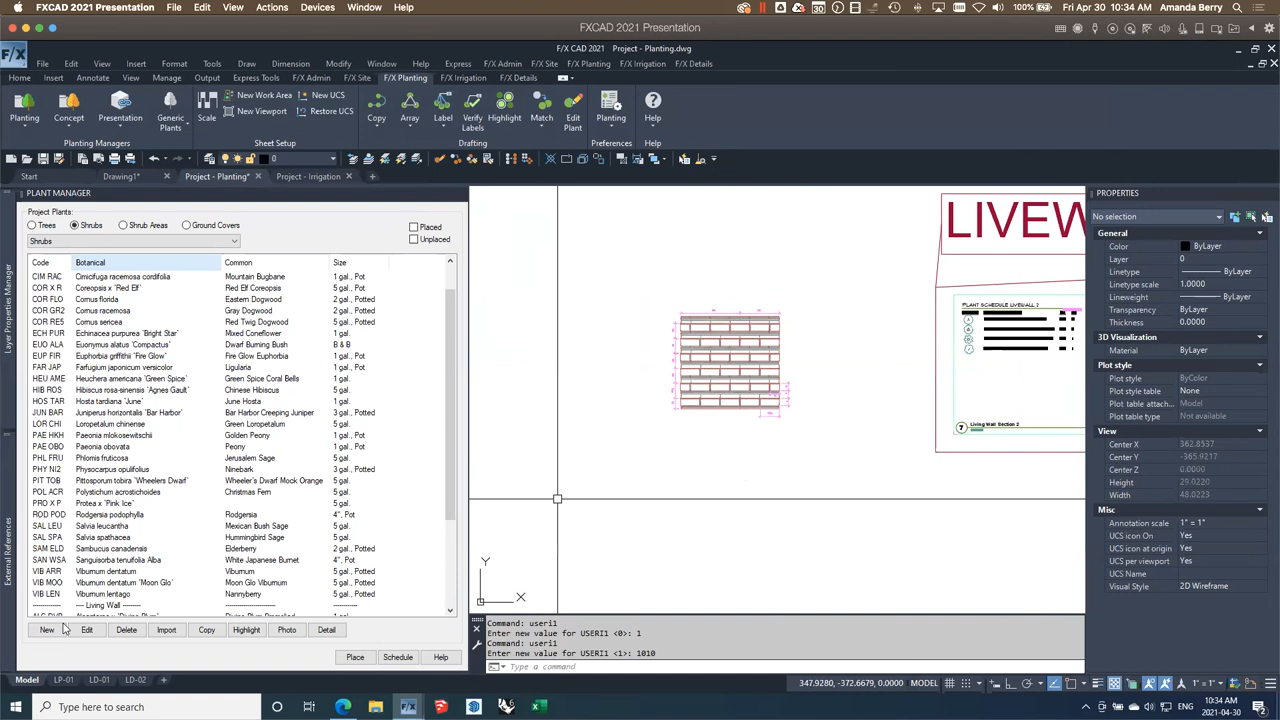 SketchUp Actions Devices Window Help 100% Fri Apr 30 10:34 AM Amanda Berry
FXCAD 2021 Presentation
F/X CAD 2021 Project - Planting.dwg
File Edit View Insert Format Tools Draw Dimension Modify Window Help Express F/X Admin F/X Site F/X Planting F/X Irrigation F/X Details
Home Insert Annotate View Manage Output Express Tools F/X Admin F/X Site F/X Planting F/X Irrigation F/X Details
New Work Area New UCS
New Viewport Restore UCS
Planting Concept Presentation Generic Plants Scale Copy Array Label Verify Labels Highlight Match Edit Plant Planting Help
Planting Managers Sheet Setup Drafting Preferences Help
Start Drawing1* Project - Planting* Project - Irrigation
PLANT MANAGER
Project Plants:
Trees Shrubs Shrub Areas Ground Covers Placed
Shrubs Unplaced
Code Botanical Common Size
CIM RAC Cimicifuga racemosa cordifolia Mountain Bugbane 1 gal., Pot
COR X R Coreopsis x `Red Elf` Red Elf Coreopsis 5 gal., Pot
COR FLO Cornus florida Eastern Dogwood 2 gal., Potted
COR GR2 Cornus racemosa Gray Dogwood 2 gal., Potted
COR RE5 Cornus sericea Red Twig Dogwood 2 gal., Potted
ECH PUR Echinacea purpurea `Bright Star` Mixed Coneflower 1 gal.
EUO ALA Euonymus alatus `Compactus` Dwarf Burning Bush B & B
EUP FIR Euphorbia griffithii `Fire Glow` Fire Glow Euphorbia 1 gal., Pot
FAR JAP Farfugium japonicum variegatum Ligularia 1 gal., Pot
HEU AME Heuchera americana `Green Spice` Green Spice Coral Bells 1 gal.
HIB ROS Hibiscus rosa-sinensis `Agnes Gault` Chinese Hibiscus 5 gal.
HOS TAR Hosta tardiana `June` June Hosta 1 gal., Pot
JUN BAR Juniperus horizontalis `Bar Harbor` Bar Harbor Creeping Juniper 5 gal., Potted
LOR CHI Loropetalum chinense Green Loropetalum 5 gal.
PAE HKH Paeonia mlokosewitschii Golden Peony 1 gal., Pot
PAE OBO Paeonia obovata Peony 1 gal., Pot
PHL FRU Phlomis fruticosa Jerusalem Sage 5 gal.
PHY NI2 Physocarpus opulifolius Ninebark 3 gal., Potted
PIT TOB Pittosporum tobira `Wheelers Dwarf` Wheeler's Dwarf Mock Orange 5 gal.
POL ACR Polystichum acrostichoides Christmas Fern 5 gal.
PRO X P Protea x `Pink Ice` 5 gal.
ROD POD Rodgersia podophylla Rodgersia 4", Pot
SAL LEU Salvia leucantha Mexican Bush Sage 5 gal.
SAL SPA Salvia spathacea Hummingbird Sage 5 gal.
SAM ELD Sambucus canadensis Elderberry 2 gal., Potted
SAN WSA Sanguisorba tenuifolia Alba White Japanese Burnet 4", Pot
VIB ARR Viburnum dentatum Viburnum 5 gal., Potted
VIB MOO Viburnum dentatum `Moon Glo` Moon Glo Viburnum 5 gal., Potted
VIB LEN Viburnum lentago Nannyberry 5 gal., Potted
------------- ---- Living Wall -------- ------------------ ------------
New Edit Delete Import Copy Highlight Photo Detail
Place Schedule Help
Layer Properties Manager
External References
LIVEW
PLANT SCHEDULE LIVEWALL 2
7 Living Wall Section 2
Y
X
Command: useri1
Enter new value for USERI1 <0>: 1
Command: useri1
Enter new value for USERI1 <1>: 1010
Type a command
PROPERTIES
No selection
General
Color ByLayer
Layer 0
Linetype ByLayer
Linetype scale 1.0000
Lineweight ByLayer
Transparency ByLayer
Thickness 0.0000
3D Visualization
Material ByLayer
Plot style
Plot style ByColor
Plot style table None
Plot table attach... Model
Plot table type Not available
View
Center X 362.8537
Center Y -365.9217
Center Z 0.0000
Height 29.0220
Width 48.0223
Misc
Annotation scale 1" = 1"
UCS icon On Yes
UCS icon at origin Yes
UCS per viewport Yes
UCS Name
Visual Style 2D Wireframe
Model LP-01 LD-01 LD-02 347.9280, -372.6679, 0.0000 MODEL 1" = 1"
Type here to search 10:34 AM
2021-04-30